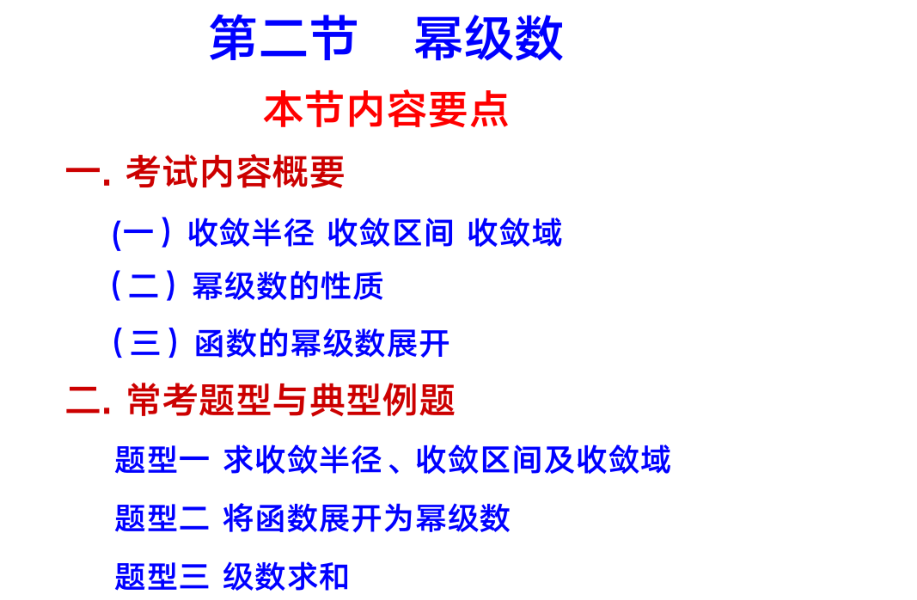 第二节 幂级数
本节内容要点
一. 考试内容概要
(一）收敛半径 收敛区间 收敛域
（二）幂级数的性质
（三）函数的幂级数展开
二. 常考题型与典型例题
题型一 求收敛半径、收敛区间及收敛域
题型二 将函数展开为幂级数
题型三 级数求和